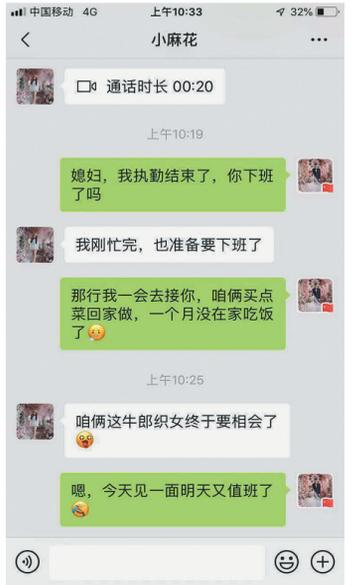 中国移动 4G 上午10:33 32%
小麻花
通话时长 00:20
上午10:19
媳妇，我执勤结束了，你下班
了吗
我刚忙完，也准备要下班了
那行我一会去接你，咱俩买点
菜回家做，一个月没在家吃饭
了
上午10:25
咱俩这牛郎织女终于要相会了
嗯，今天见一面明天又值班了